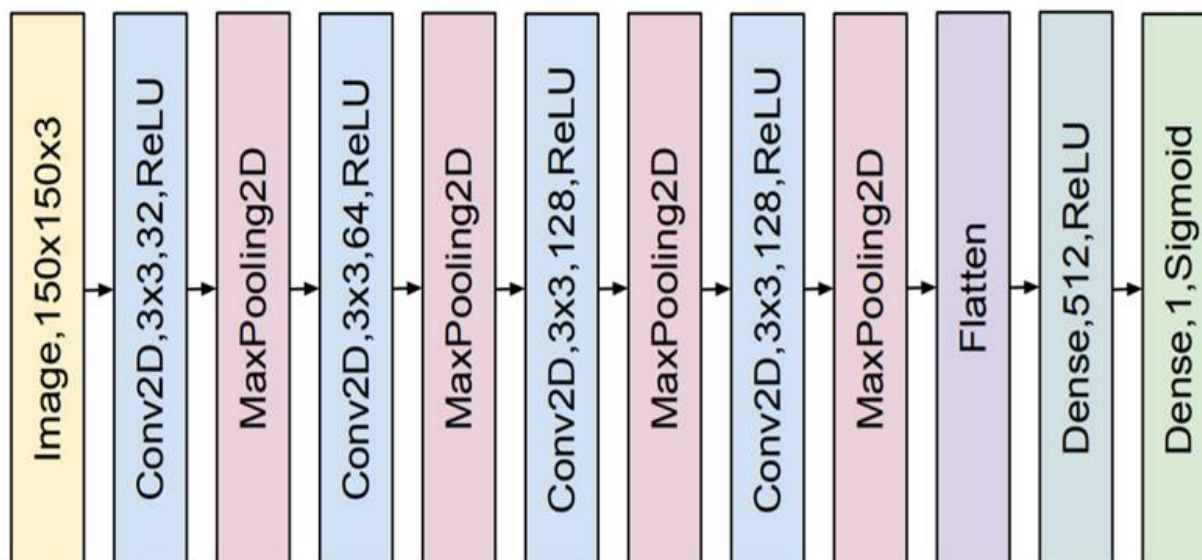 Image,150x150x3
Conv2D,3x3,32,ReLU
MaxPooling2D
Conv2D,3x3,64,ReLU
MaxPooling2D
Conv2D,3x3,128,ReLU
MaxPooling2D
Conv2D,3x3,128,ReLU
MaxPooling2D
Flatten
Dense,512,ReLU
Dense,1,Sigmoid